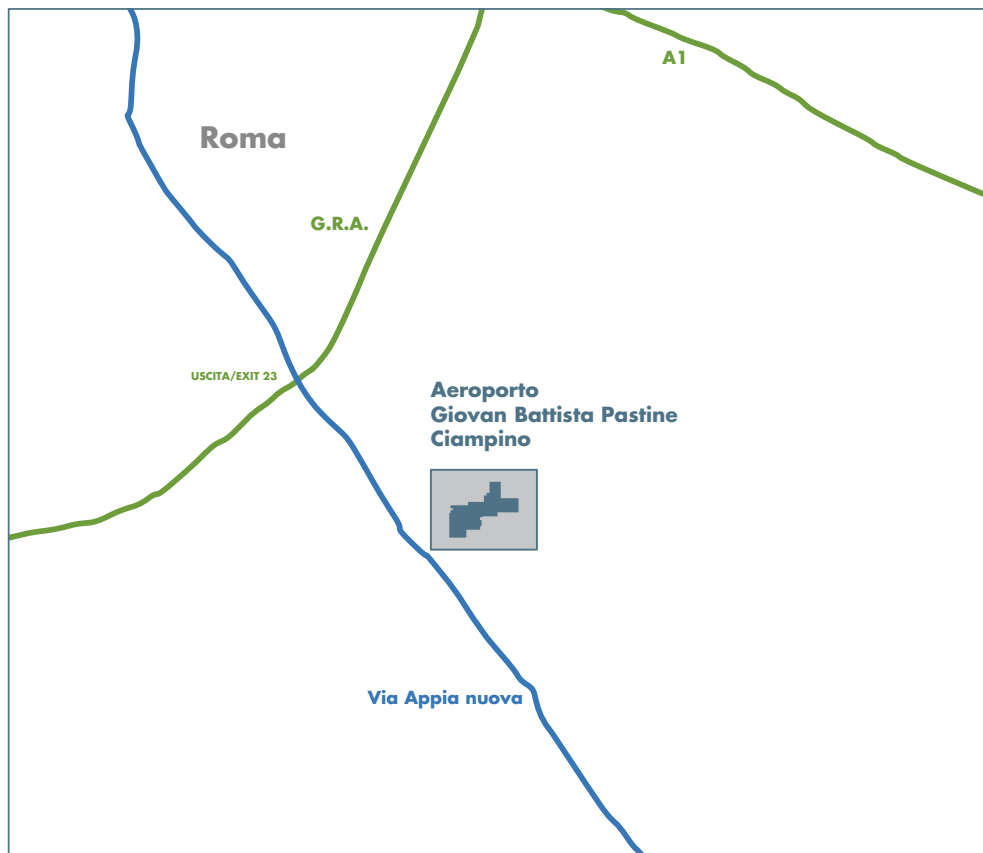 A1
Roma
G.R.A.
USCITA/EXIT 23
Aeroporto
Giovan Battista Pastine
Ciampino
Via Appia nuova